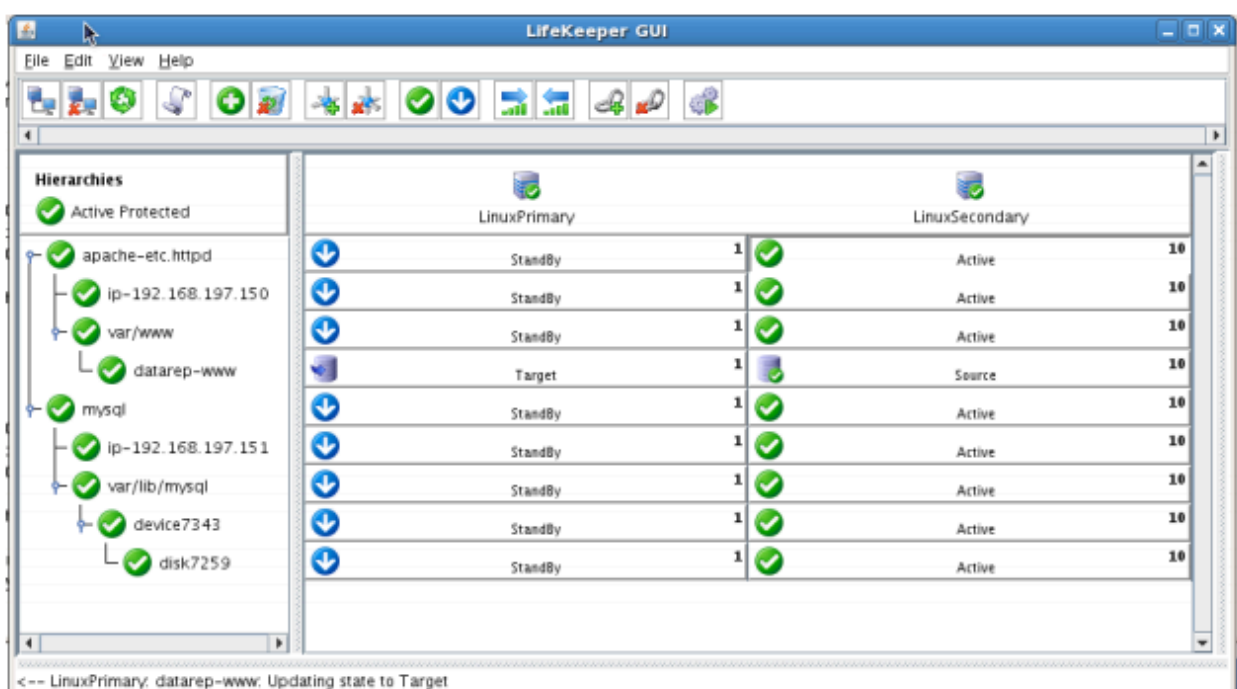 LifeKeeper GUI
File Edit View Help
Hierarchies
Active Protected
LinuxPrimary LinuxSecondary
apache-etc.httpd StandBy 1 Active 10
ip-192.168.197.150 StandBy 1 Active 10
var/www StandBy 1 Active 10
datarep-www Target 1 Source 10
mysql StandBy 1 Active 10
ip-192.168.197.151 StandBy 1 Active 10
var/lib/mysql StandBy 1 Active 10
device7343 StandBy 1 Active 10
disk7259 StandBy 1 Active 10
<-- LinuxPrimary: datarep-www: Updating state to Target